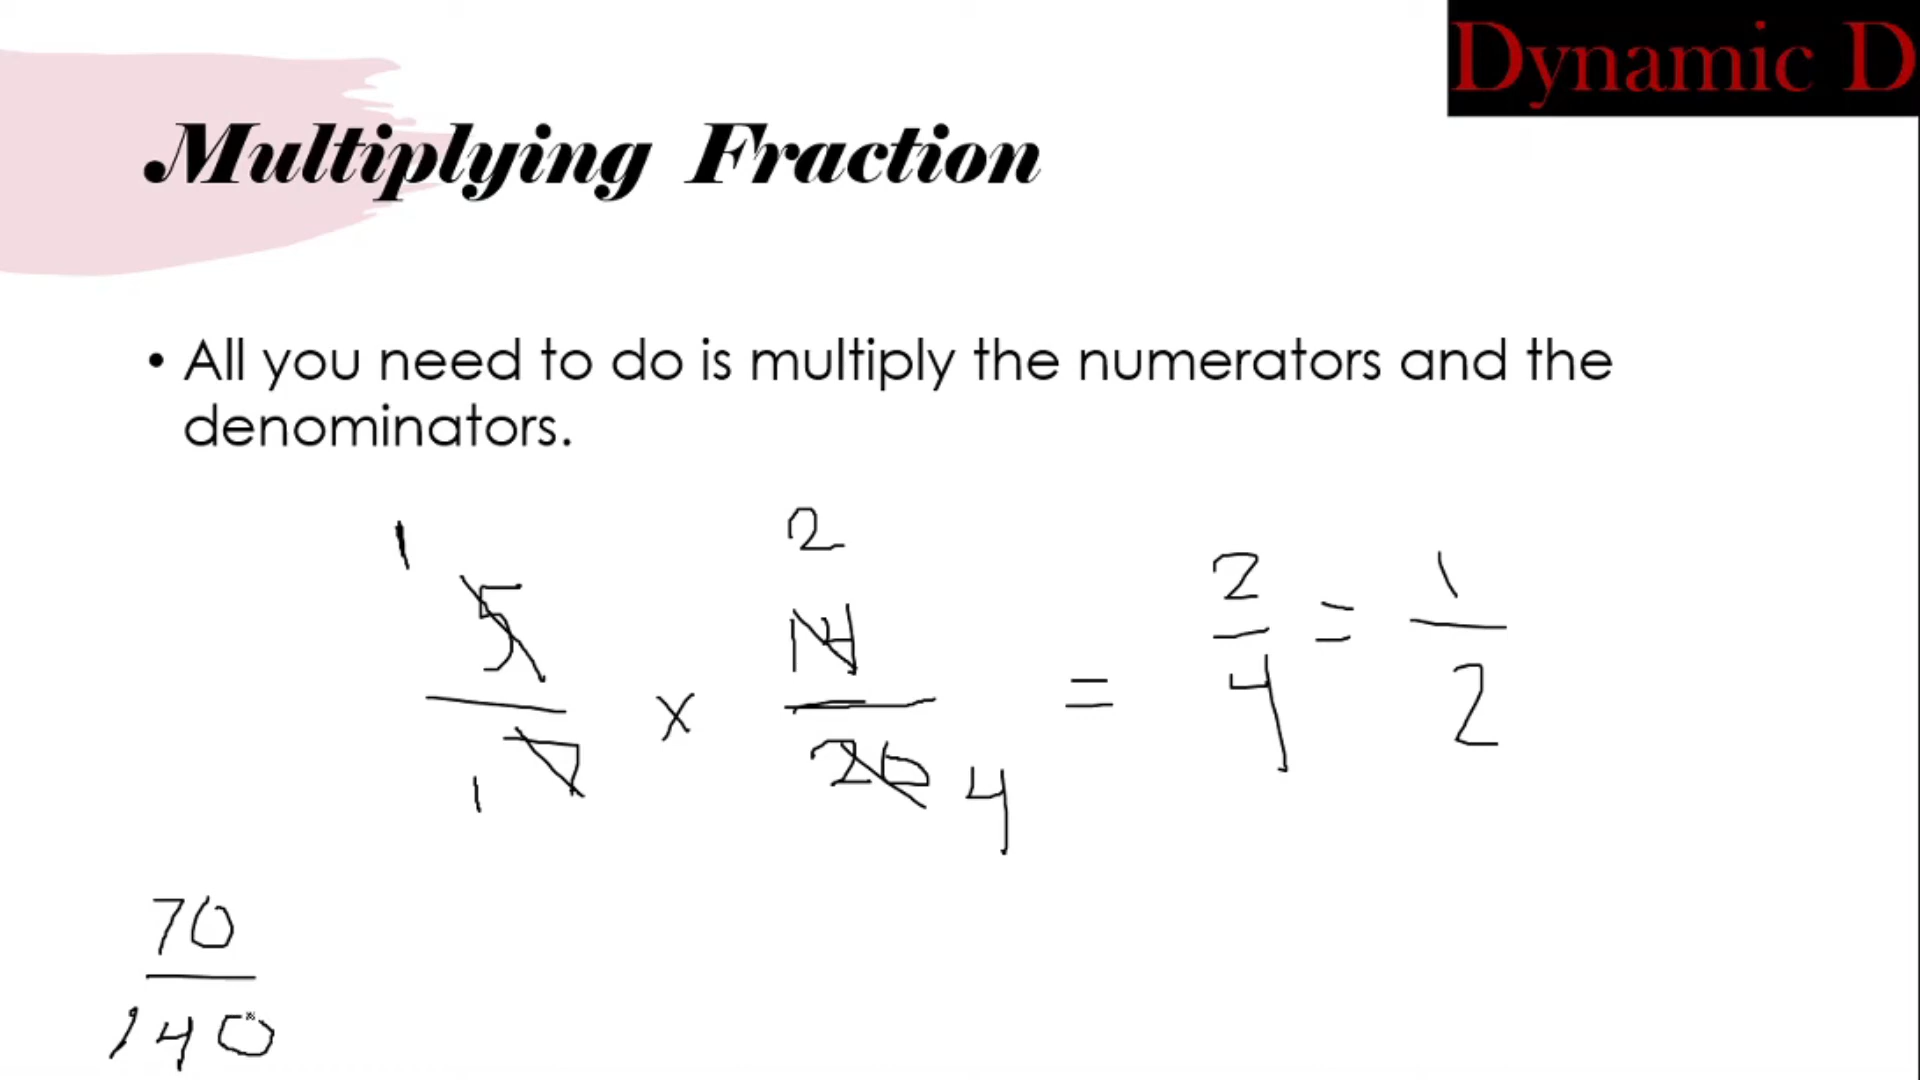 Dynamic D
Multiplying Fraction
• All you need to do is multiply the numerators and the
denominators.
1 2
5 14 2 1
— x — = — = —
7 20 4 2
1 4
70
—
140